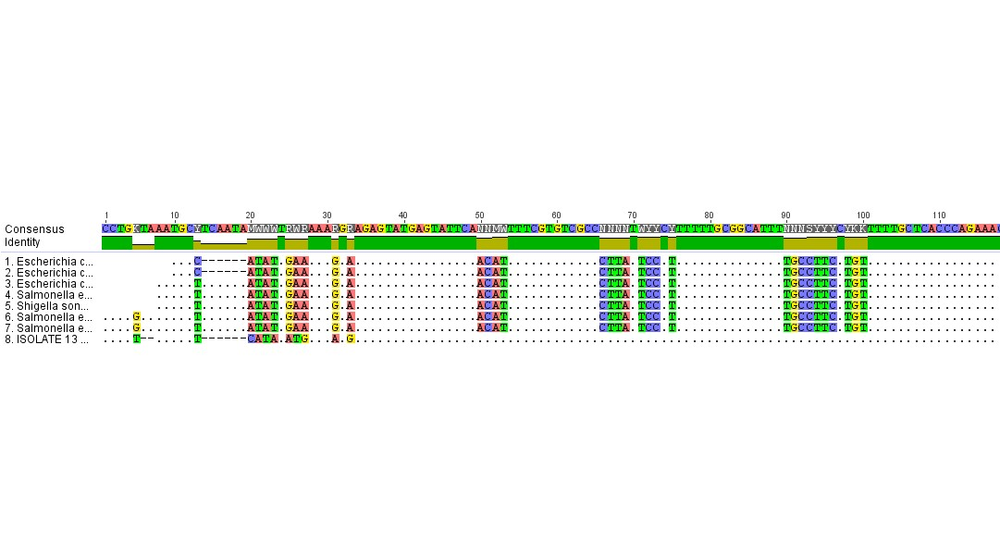 1 10 20 30 40 50 60 70 80 90 100 110
Consensus CCTGKTAAATGCYTCAATAMWWWTRWRAAARGRAGAGTATGAGTATTCANNMWTTTCGTGTCGCCNNNNTWYYCYTTTTTGCGGCATTTNNNSYYYCYKKTTTTGCTCACCCAGAAAC
Identity
1. Escherichia c... ...C------ATAT.GAA...G.A................ACAT............CTTA.TCC.T..............TGCCTTC.TGT.................
2. Escherichia c... ...C------ATAT.GAA...G.A................ACAT............CTTA.TCC.T..............TGCCTTC.TGT.................
3. Escherichia c... .....T......ATAT.GAA...G.A................ACAT............CTTA.TCC.T..............TGCCTTC.TGT.................
4. Salmonella e... .....T......ATAT.GAA...G.A................ACAT............CTTA.TCC.T..............TGCCTTC.TGT.................
5. Shigella son... .....T......ATAT.GAA...G.A................ACAT............CTTA.TCC.T..............TGCCTTC.TGT.................
6. Salmonella e... ....G.......T......ATAT.GAA...G.A................ACAT............CTTA.TCC.T..............TGCCTTC.TGT.................
7. Salmonella e... ....G.......T......ATAT.GAA...G.A................ACAT............CTTA.TCC.T..............TGCCTTC.TGT.................
8. ISOLATE 13 ... ....T--.....T------CATA.ATG...A.G....................................................................................